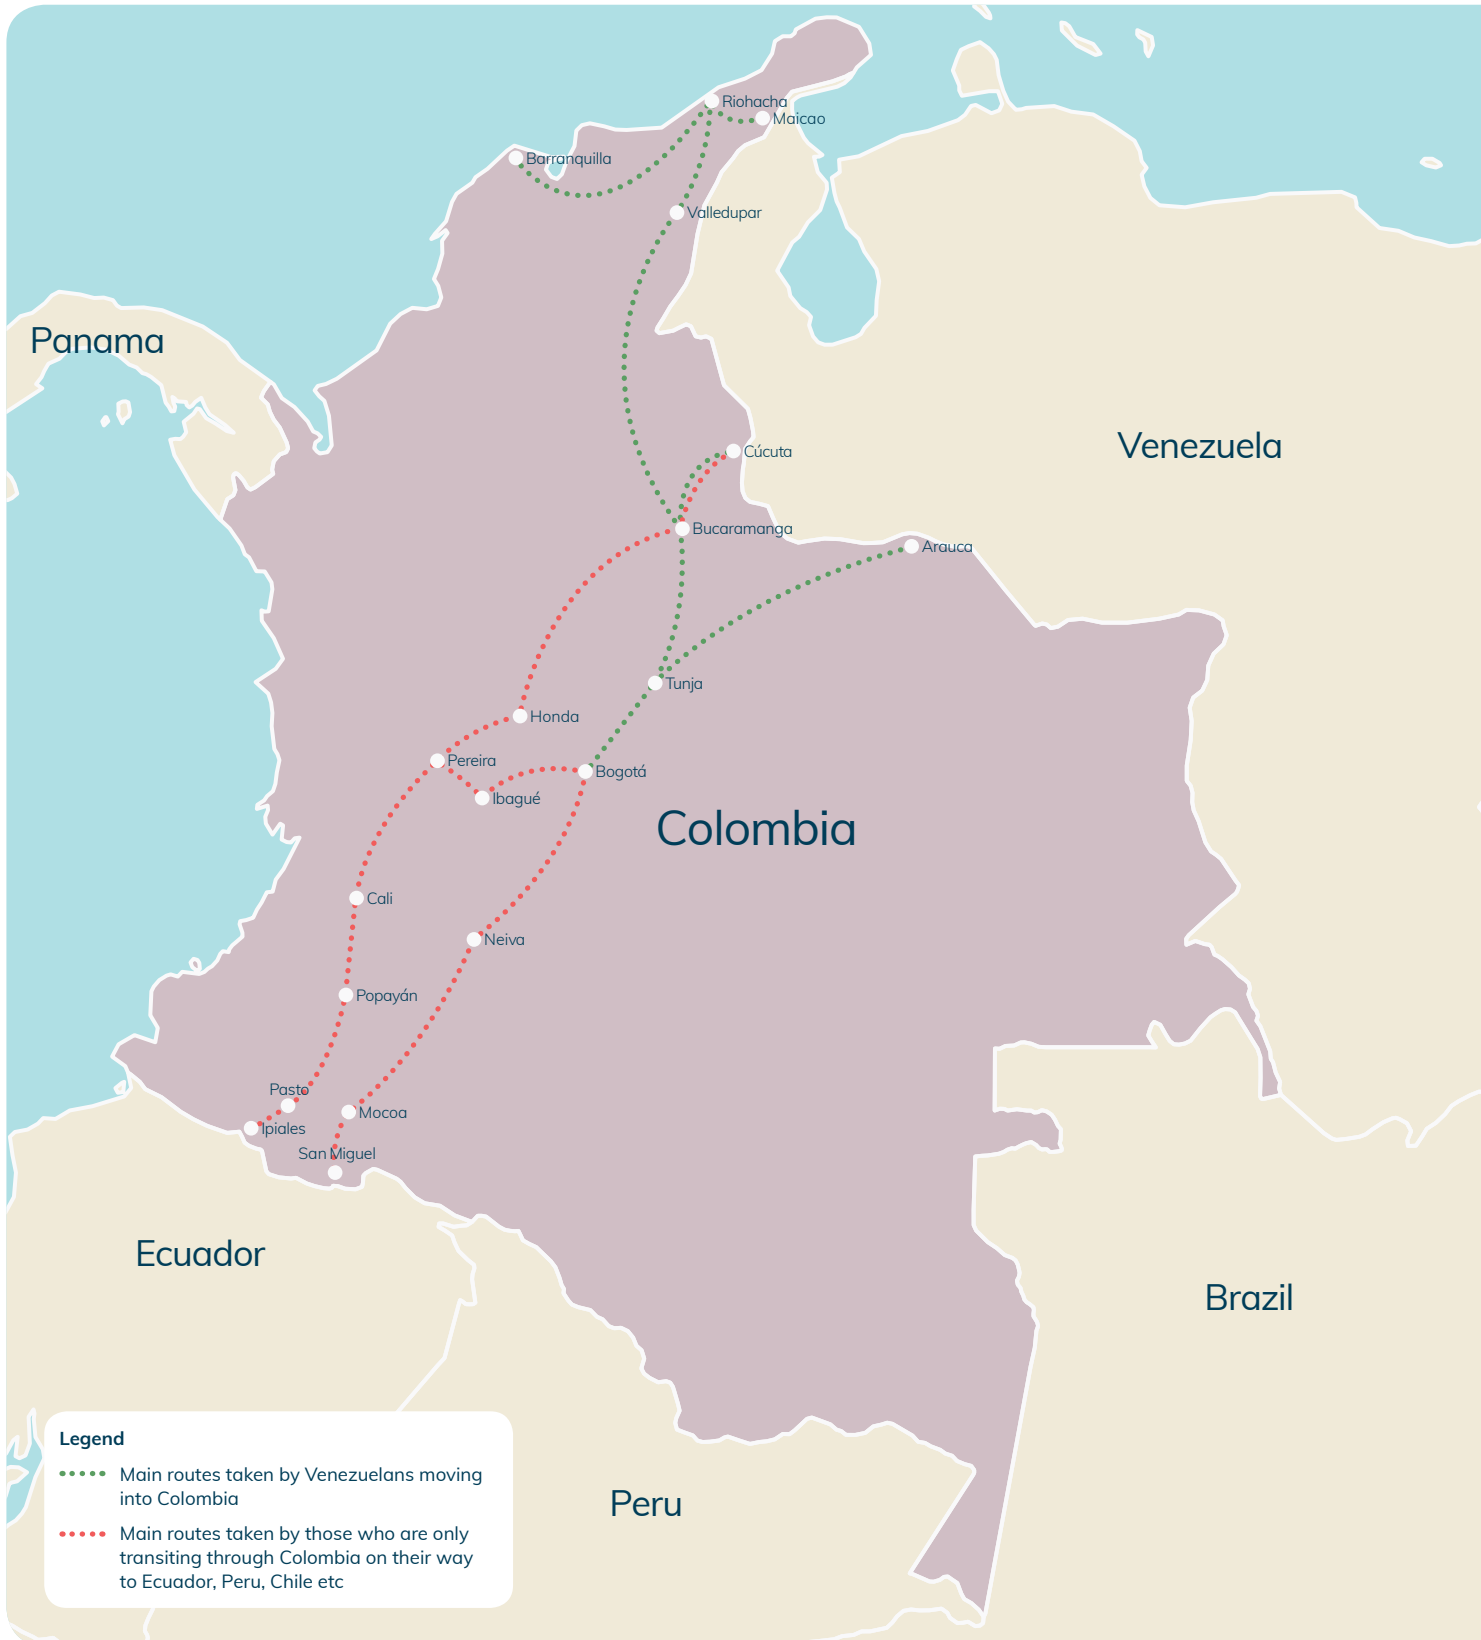 Riohacha
Maicao
Barranquilla
Valledupar
Panama
Venezuela
Cúcuta
Bucaramanga
Arauca
Tunja
Honda
Pereira
Bogotá
Ibagué
Colombia
Cali
Neiva
Popayán
Pasto
Mocoa
Ipiales
San Miguel
Ecuador
Brazil
Peru
Legend
Main routes taken by Venezuelans moving
into Colombia
Main routes taken by those who are only
transiting through Colombia on their way
to Ecuador, Peru, Chile etc